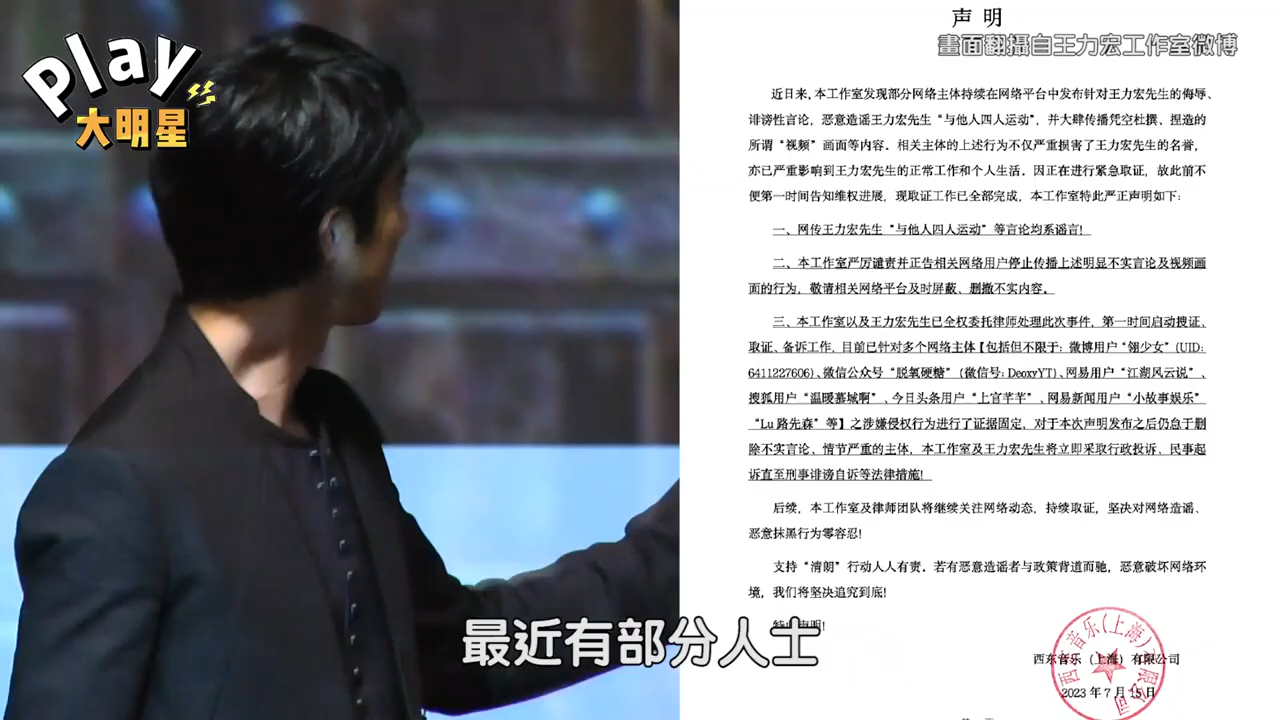 Play
大明星
声 明
畫面翻攝自王力宏工作室微博
近日来，本工作室发现部分网络主体持续在网络平台中发布针对王力宏先生的侮辱、
诽谤性言论，恶意造谣王力宏先生“与他人四人运动”，并大肆传播凭空杜撰、捏造的
所谓“视频”画面等内容。相关主体的上述行为不仅严重损害了王力宏先生的名誉，
亦已严重影响到王力宏先生的正常工作和个人生活。因正在进行紧急取证，故此前不
便第一时间告知维权进展，现取证工作已全部完成，本工作室特此严正声明如下：
一、网传王力宏先生“与他人四人运动”等言论均系谣言！
二、本工作室严厉谴责并正告相关网络用户停止传播上述明显不实言论及视频画
面的行为，敬请相关网络平台及时屏蔽、删撤不实内容。
三、本工作室以及王力宏先生已全权委托律师处理此次事件，第一时间启动搜证、
取证、备诉工作，目前已针对多个网络主体【包括但不限于：微博用户“翎少女”(UID:
6411227606)、微信公众号“脱氧硬糖”(微信号：DeoxyYT)、网易用户“江湖风云说”、
搜狐用户“温暖墓城啊”、今日头条用户“上官芊芊”、网易新闻用户“小故事娱乐”
“Lu路先森”等】之涉嫌侵权行为进行了证据固定，对于本次声明发布之后仍怠于删
除不实言论、情节严重的主体，本工作室及王力宏先生将立即采取行政投诉、民事起
诉直至刑事诽谤自诉等法律措施！
后续，本工作室及律师团队将继续关注网络动态，持续取证，坚决对网络造谣、
恶意抹黑行为零容忍！
支持“清朗”行动人人有责。若有恶意造谣者与政策背道而驰，恶意破坏网络环
境，我们将坚决追究到底！
特此声明！
最近有部分人士
西东音乐（上海）有限公司
2023年7月15日
西东音乐(上海)有限公司